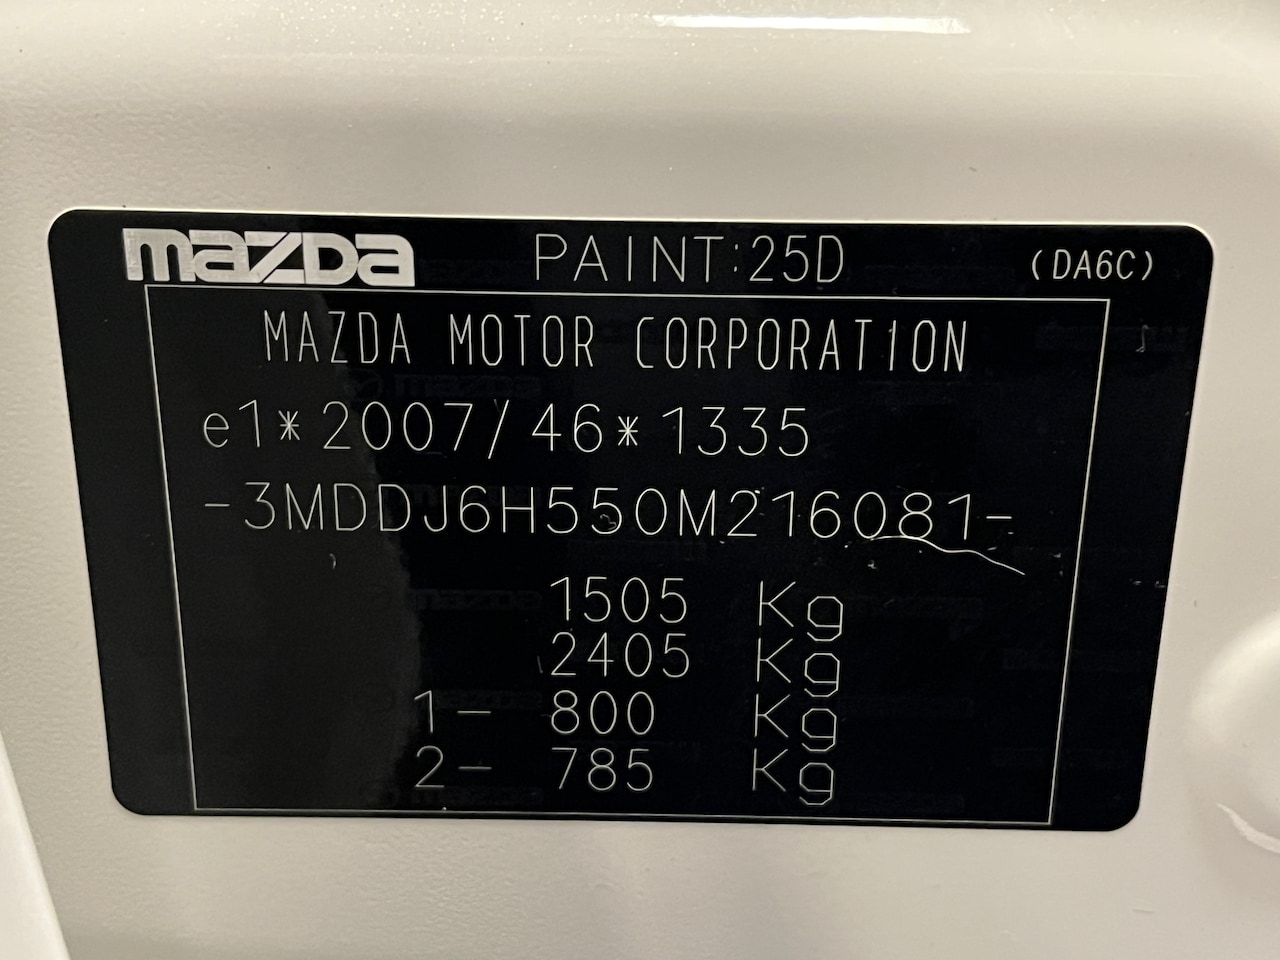 mazda PAINT:25D (DA6C)
MAZDA MOTOR CORPORATION
e1*2007/46*1335
-3MDDJ6H550M216081-
1505 Kg
2405 Kg
1- 800 Kg
2- 785 Kg